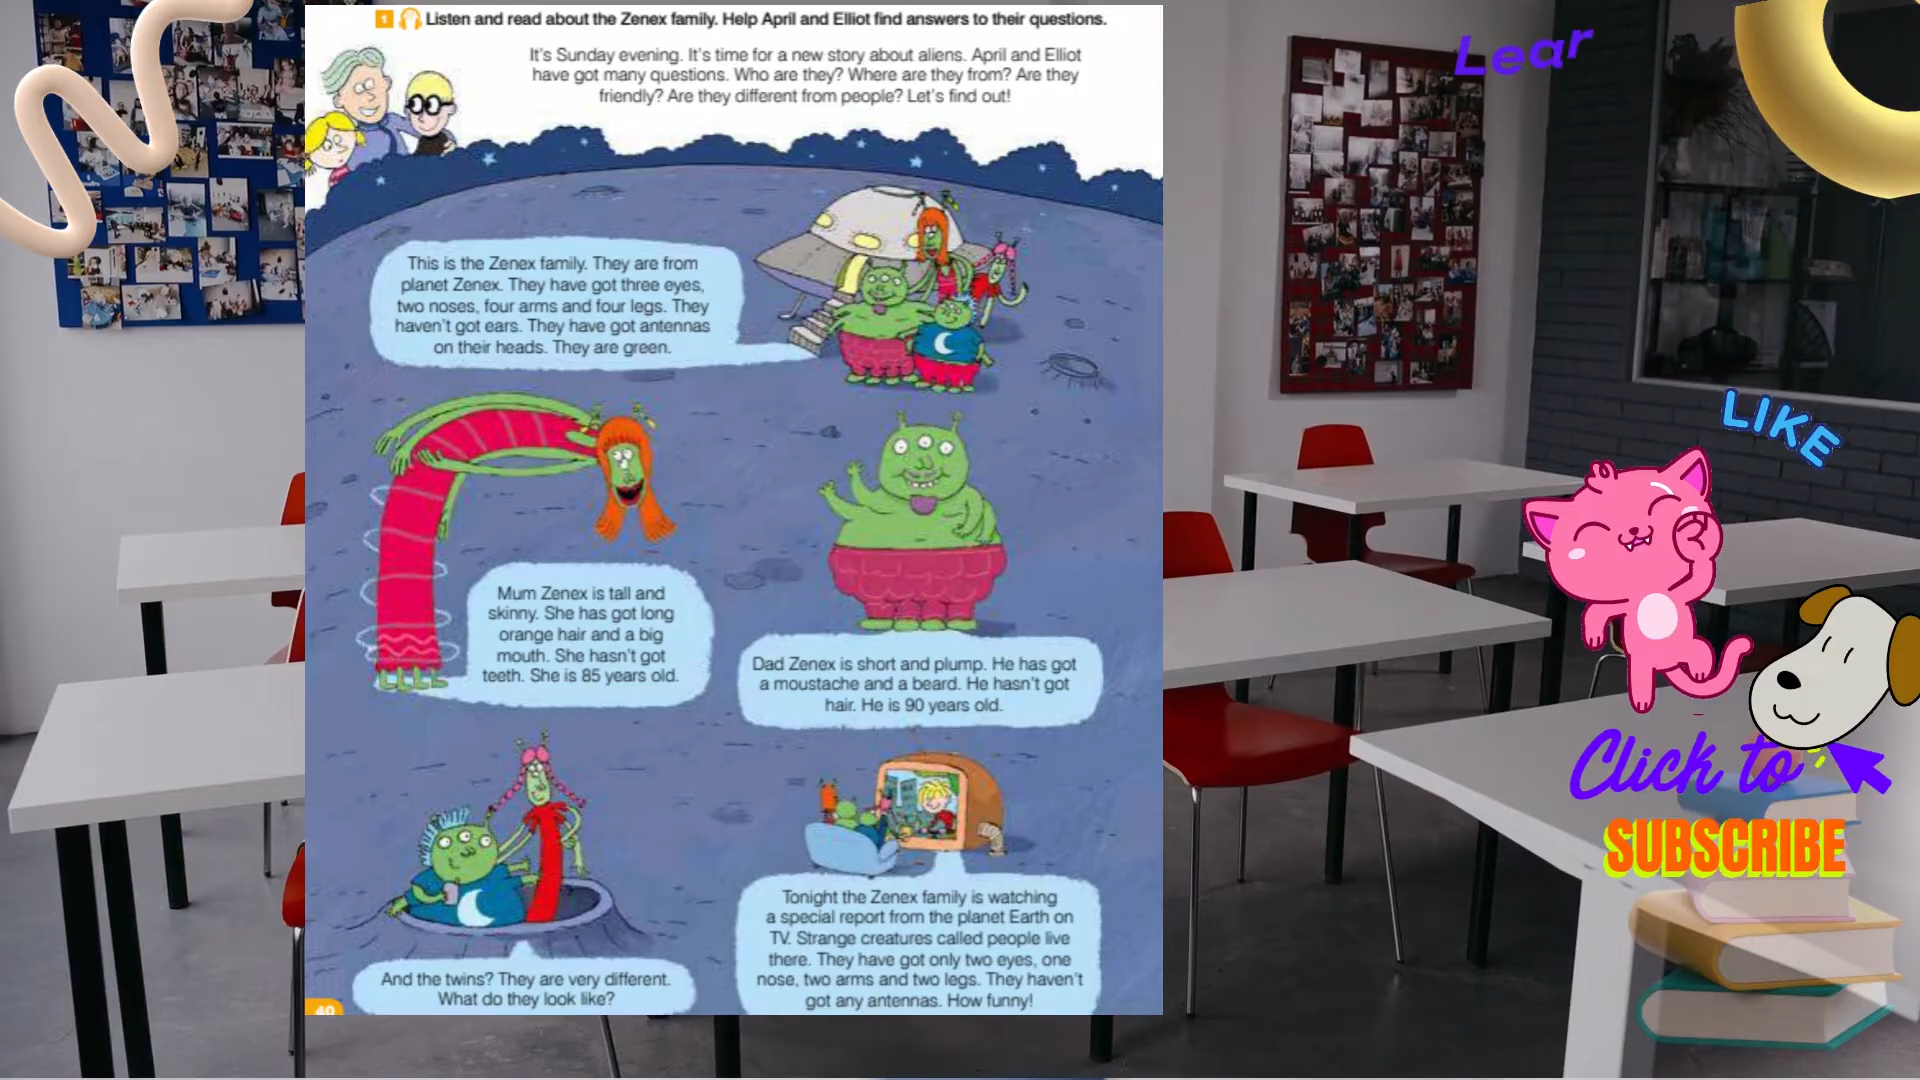 1 Listen and read about the Zenex family. Help April and Elliot find answers to their questions.
It's Sunday evening. It's time for a new story about aliens. April and Elliot
have got many questions. Who are they? Where are they from? Are they
friendly? Are they different from people? Let's find out!
This is the Zenex family. They are from
planet Zenex. They have got three eyes,
two noses, four arms and four legs. They
haven't got ears. They have got antennas
on their heads. They are green.
Mum Zenex is tall and
skinny. She has got long
orange hair and a big
mouth. She hasn't got
teeth. She is 85 years old.
Dad Zenex is short and plump. He has got
a moustache and a beard. He hasn't got
hair. He is 90 years old.
And the twins? They are very different.
What do they look like?
Tonight the Zenex family is watching
a special report from the planet Earth on
TV. Strange creatures called people live
there. They have got only two eyes, one
nose, two arms and two legs. They haven't
got any antennas. How funny!
40
Lear
LIKE
Click to
SUBSCRIBE